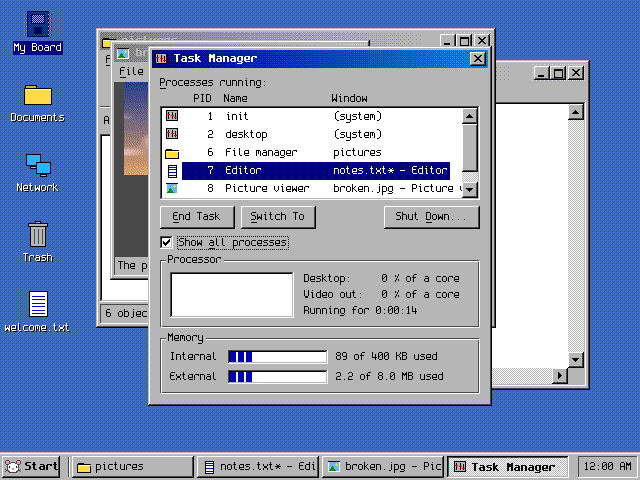 My Board
Documents
Network
Trash
welcome.txt
pictures
File
6 objec
The p
Task Manager
Processes running:
PID Name Window
1 init (system)
2 desktop (system)
6 File manager pictures
7 Editor notes.txt* - Editor
8 Picture viewer broken.jpg - Picture v
End Task
Switch To
Shut Down...
Show all processes
Processor
Desktop: 0 % of a core
Video out: 0 % of a core
Running for 0:00:14
Memory
Internal 89 of 400 KB used
External 2.2 of 8.0 MB used
Start
pictures
notes.txt* - Edi
broken.jpg - Pic
Task Manager
12:00 AM